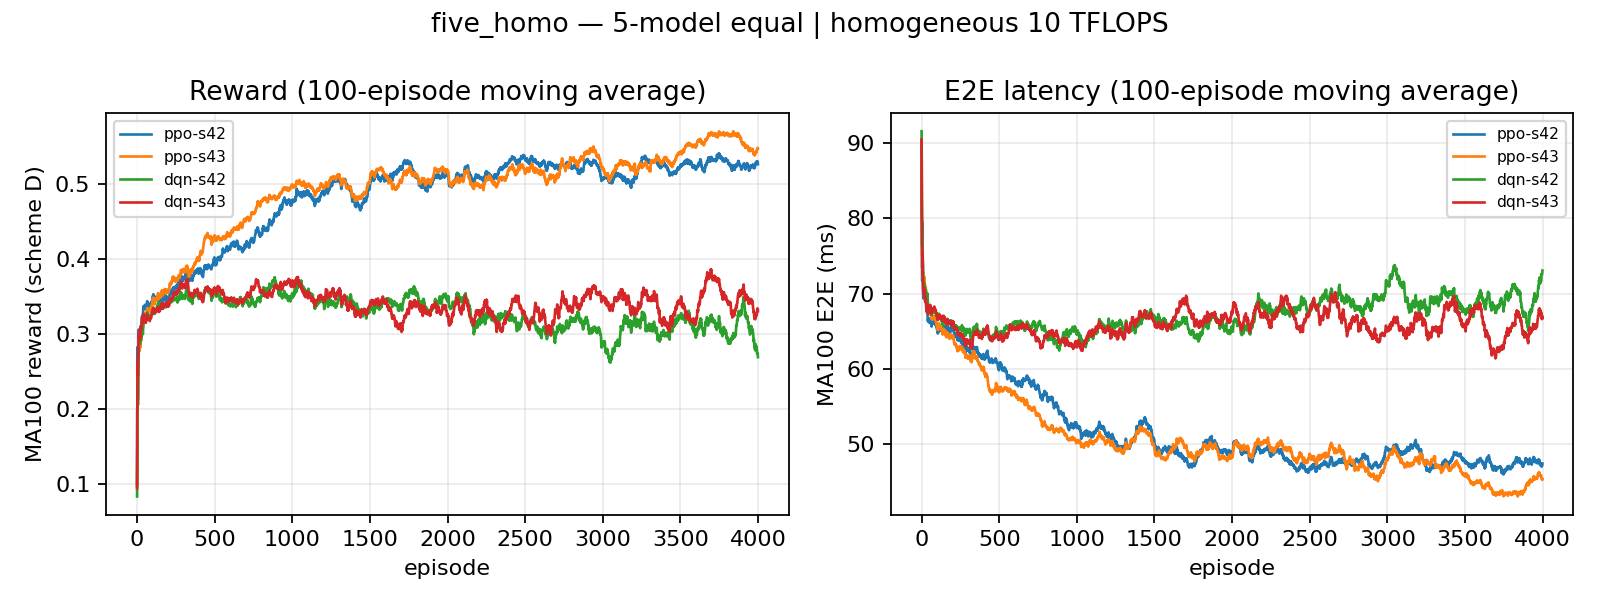 five_homo — 5-model equal | homogeneous 10 TFLOPS
Reward (100-episode moving average)
MA100 reward (scheme D)
0.5
0.4
0.3
0.2
0.1
ppo-s42
ppo-s43
dqn-s42
dqn-s43
0 500 1000 1500 2000 2500 3000 3500 4000
episode
E2E latency (100-episode moving average)
MA100 E2E (ms)
90
80
70
60
50
ppo-s42
ppo-s43
dqn-s42
dqn-s43
0 500 1000 1500 2000 2500 3000 3500 4000
episode